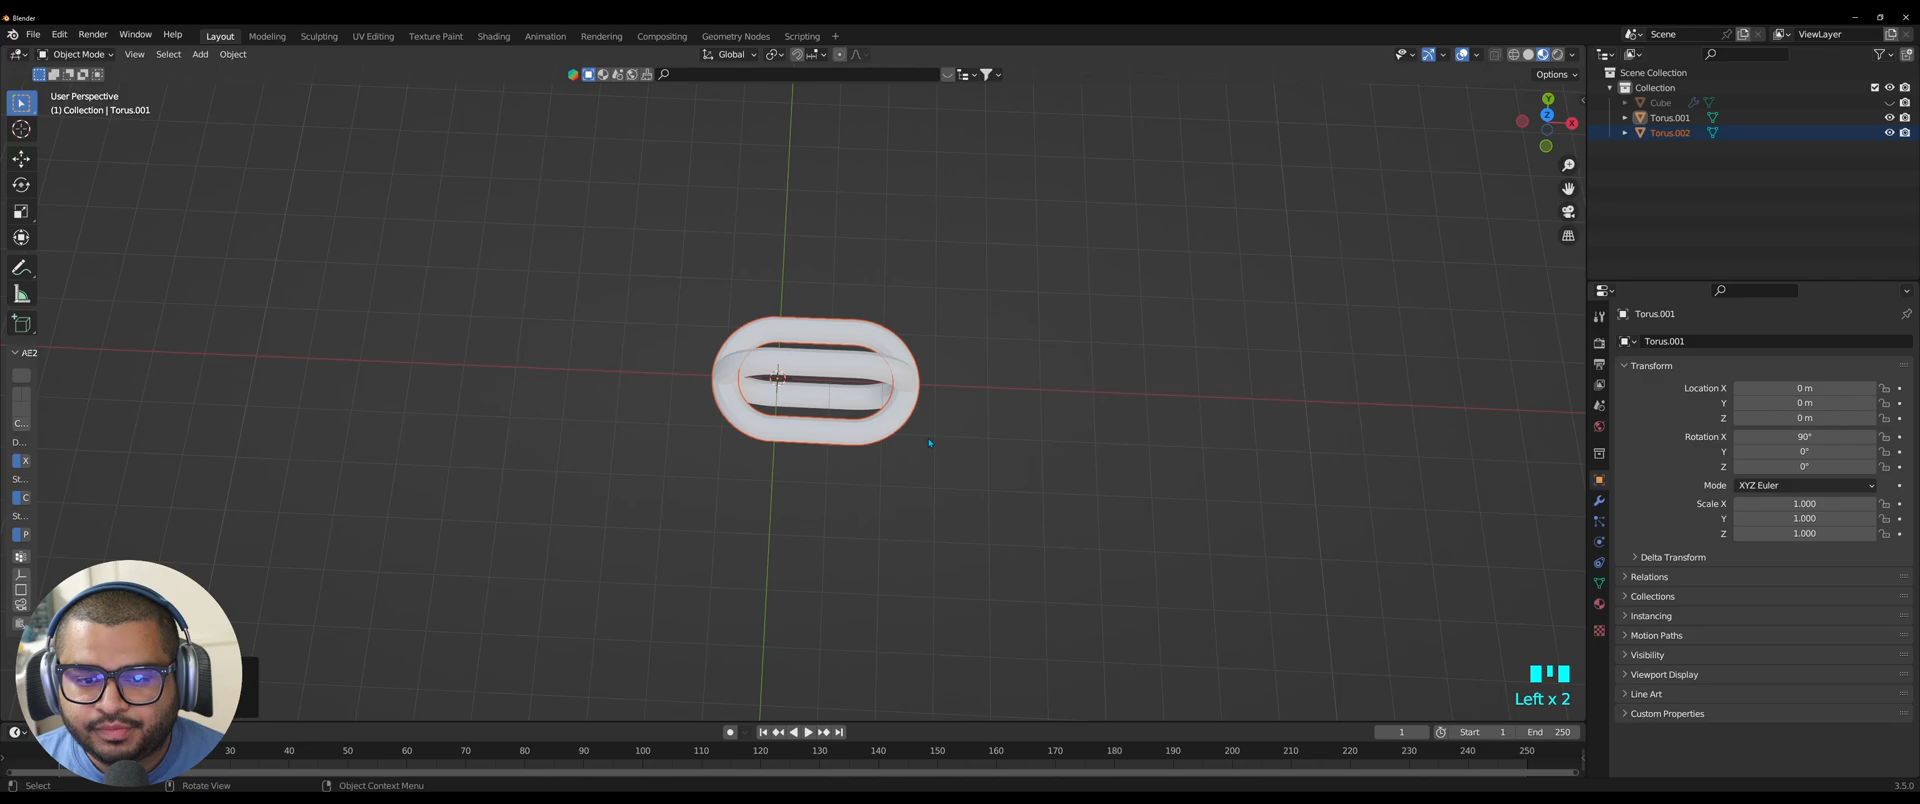 Blender
File Edit Render Window Help Layout Modeling Sculpting UV Editing Texture Paint Shading Animation Rendering Compositing Geometry Nodes Scripting + Scene ViewLayer
Object Mode View Select Add Object Global
Options
User Perspective
(1) Collection | Torus.001
Scene Collection
Collection
Cube
Torus.001
Torus.002
Y
Z
X
AE2
C...
D...
X
St...
C
St...
P
Torus.001
Torus.001
Transform
Location X 0 m
Y 0 m
Z 0 m
Rotation X 90°
Y 0°
Z 0°
Mode XYZ Euler
Scale X 1.000
Y 1.000
Z 1.000
Delta Transform
Relations
Collections
Instancing
Motion Paths
Visibility
Viewport Display
Line Art
Custom Properties
Left x 2
1 Start 1 End 250
30 40 50 60 70 80 90 100 110 120 130 140 150 160 170 180 190 200 210 220 230 240 250
Select Rotate View Object Context Menu 3.5.0